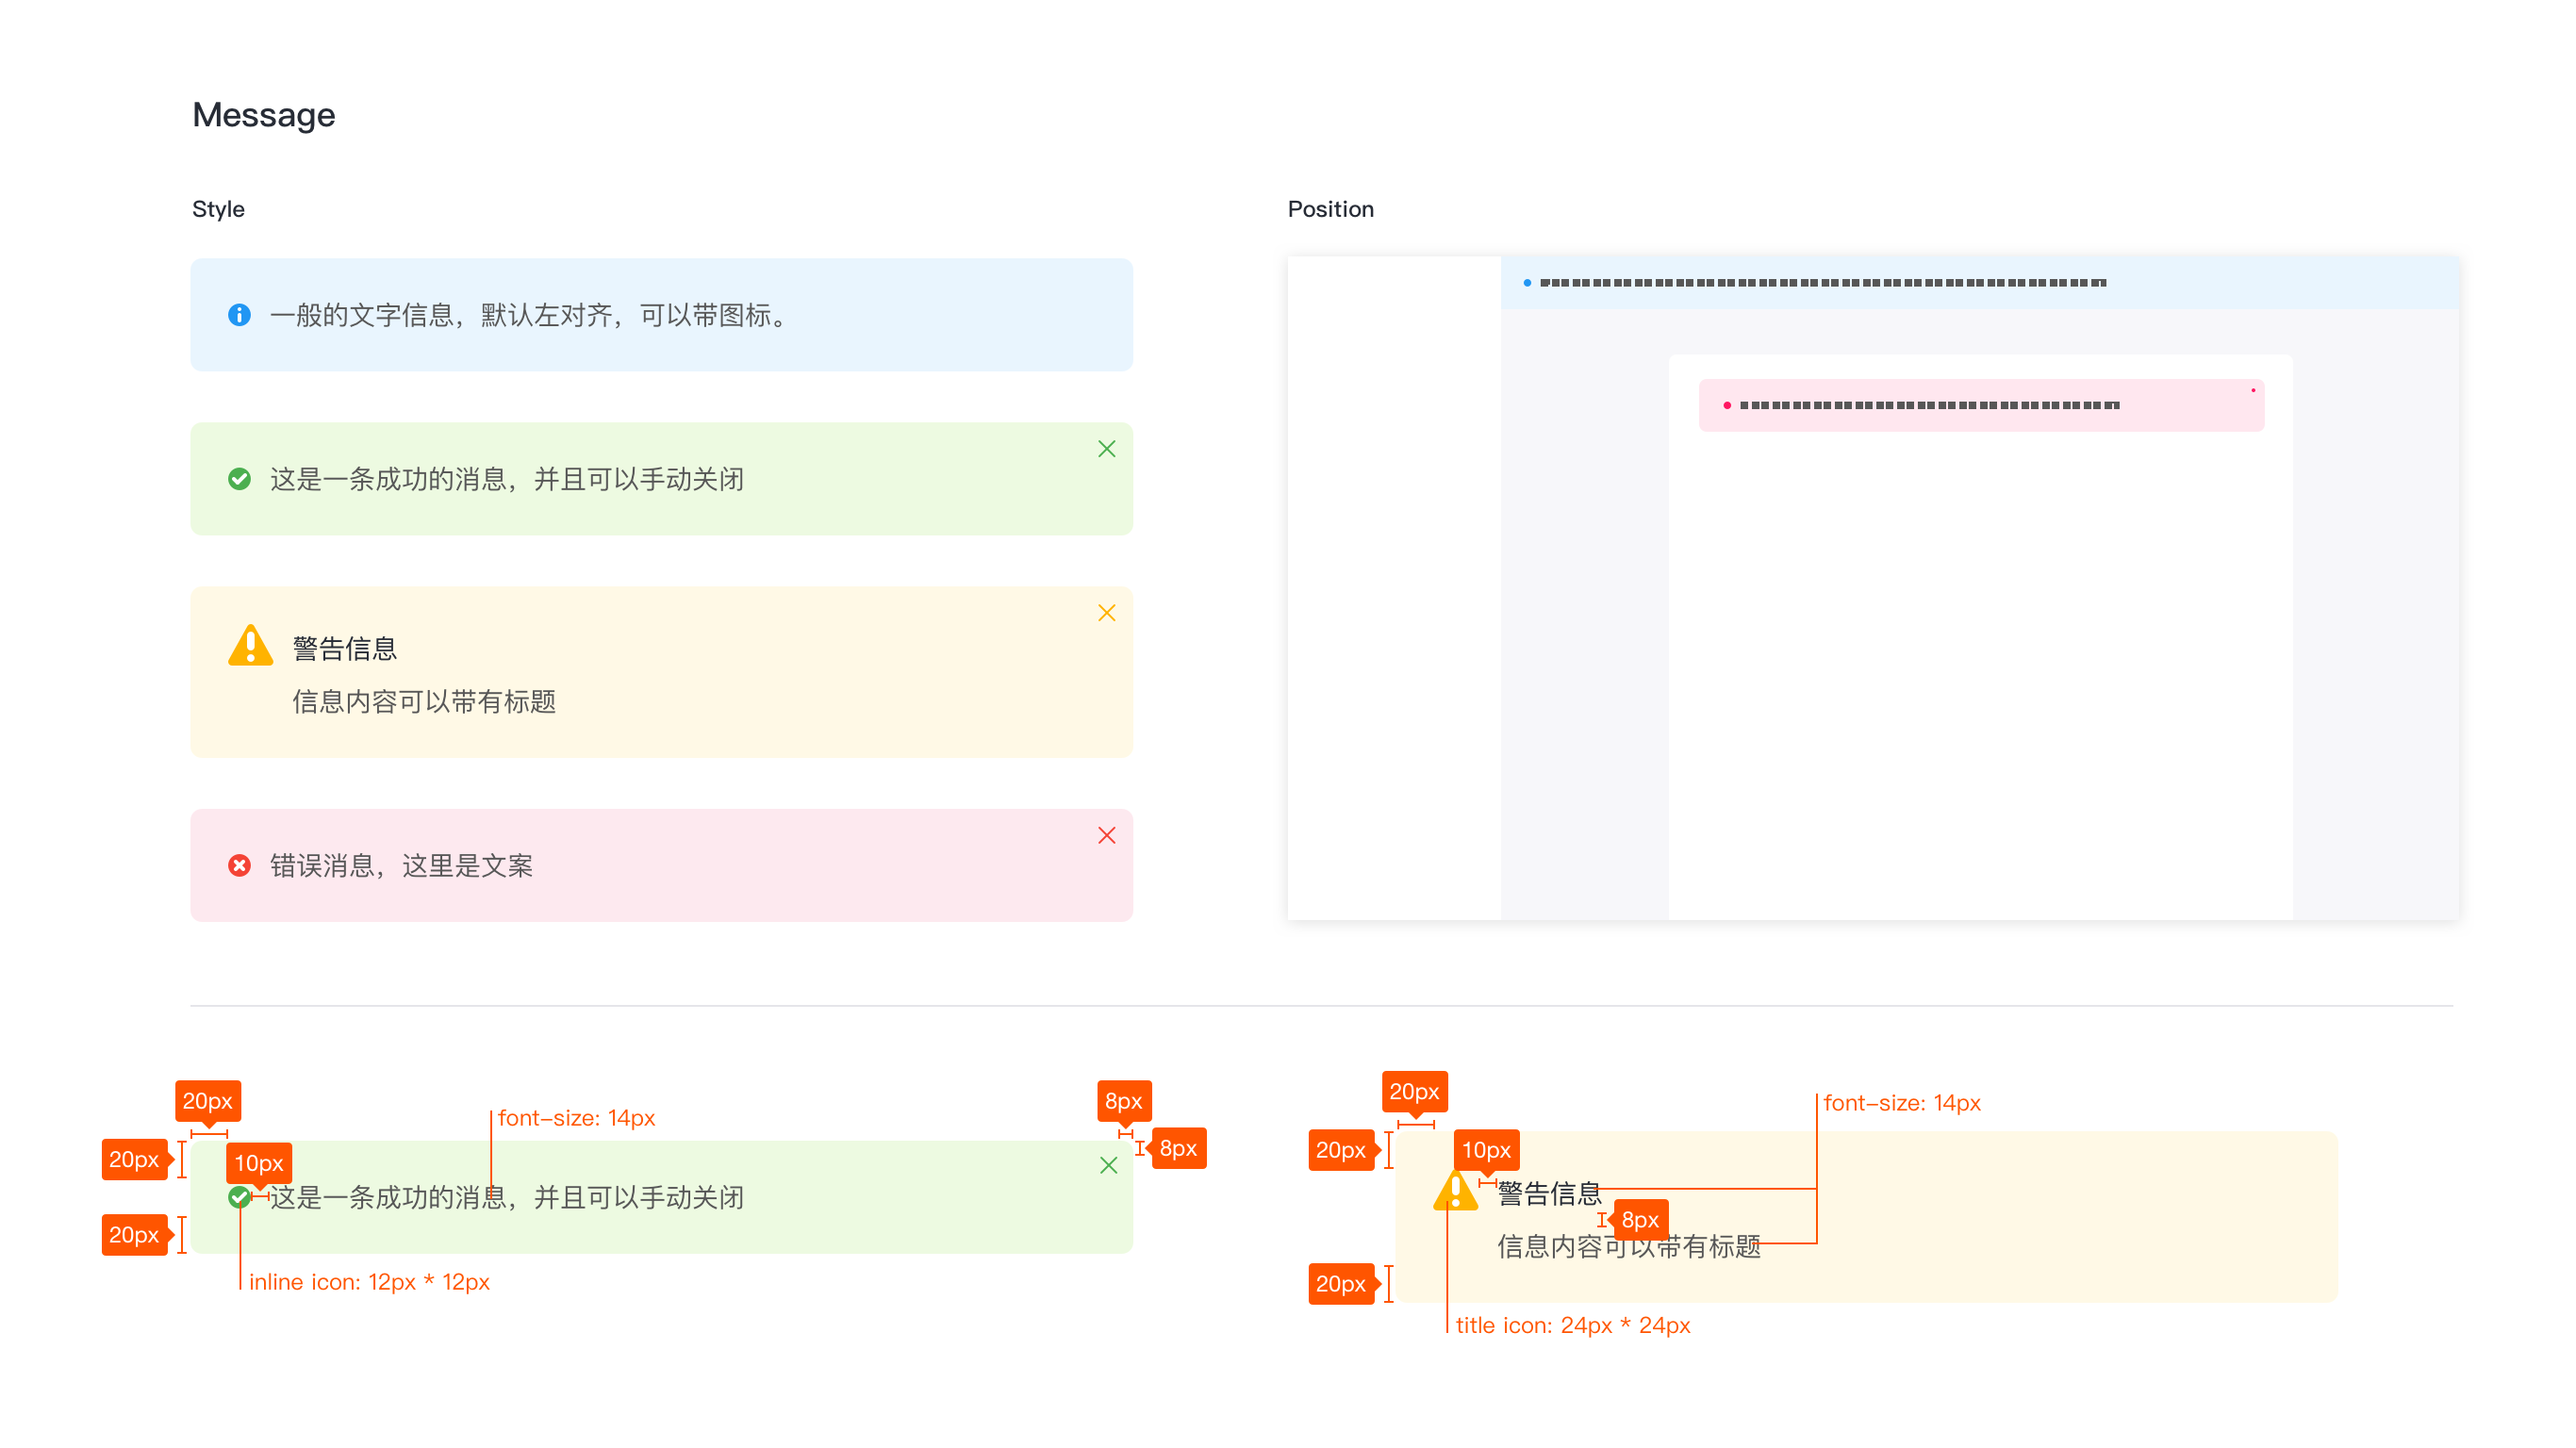 Message
Style
一般的文字信息，默认左对齐，可以带图标。
这是一条成功的消息，并且可以手动关闭
警告信息
信息内容可以带有标题
错误消息，这里是文案
Position
20px
font-size: 14px
8px
20px
10px
8px
这是一条成功的消息，并且可以手动关闭
20px
inline icon: 12px * 12px
20px
font-size: 14px
20px
10px
警告信息
8px
信息内容可以带有标题
20px
title icon: 24px * 24px